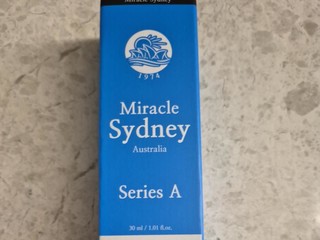 Miracle Sydney
1974
Miracle
Sydney
Australia
Series A
30 ml / 1.01 fl.oz.